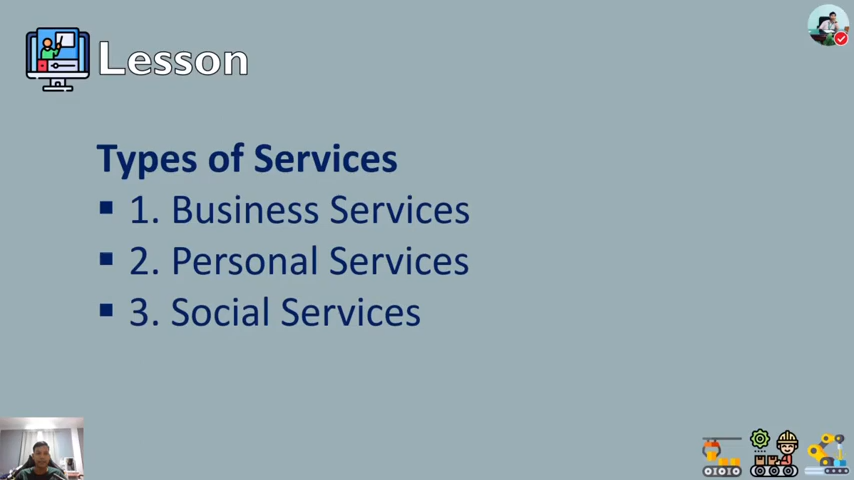 Lesson
Types of Services
▪ 1. Business Services
▪ 2. Personal Services
▪ 3. Social Services